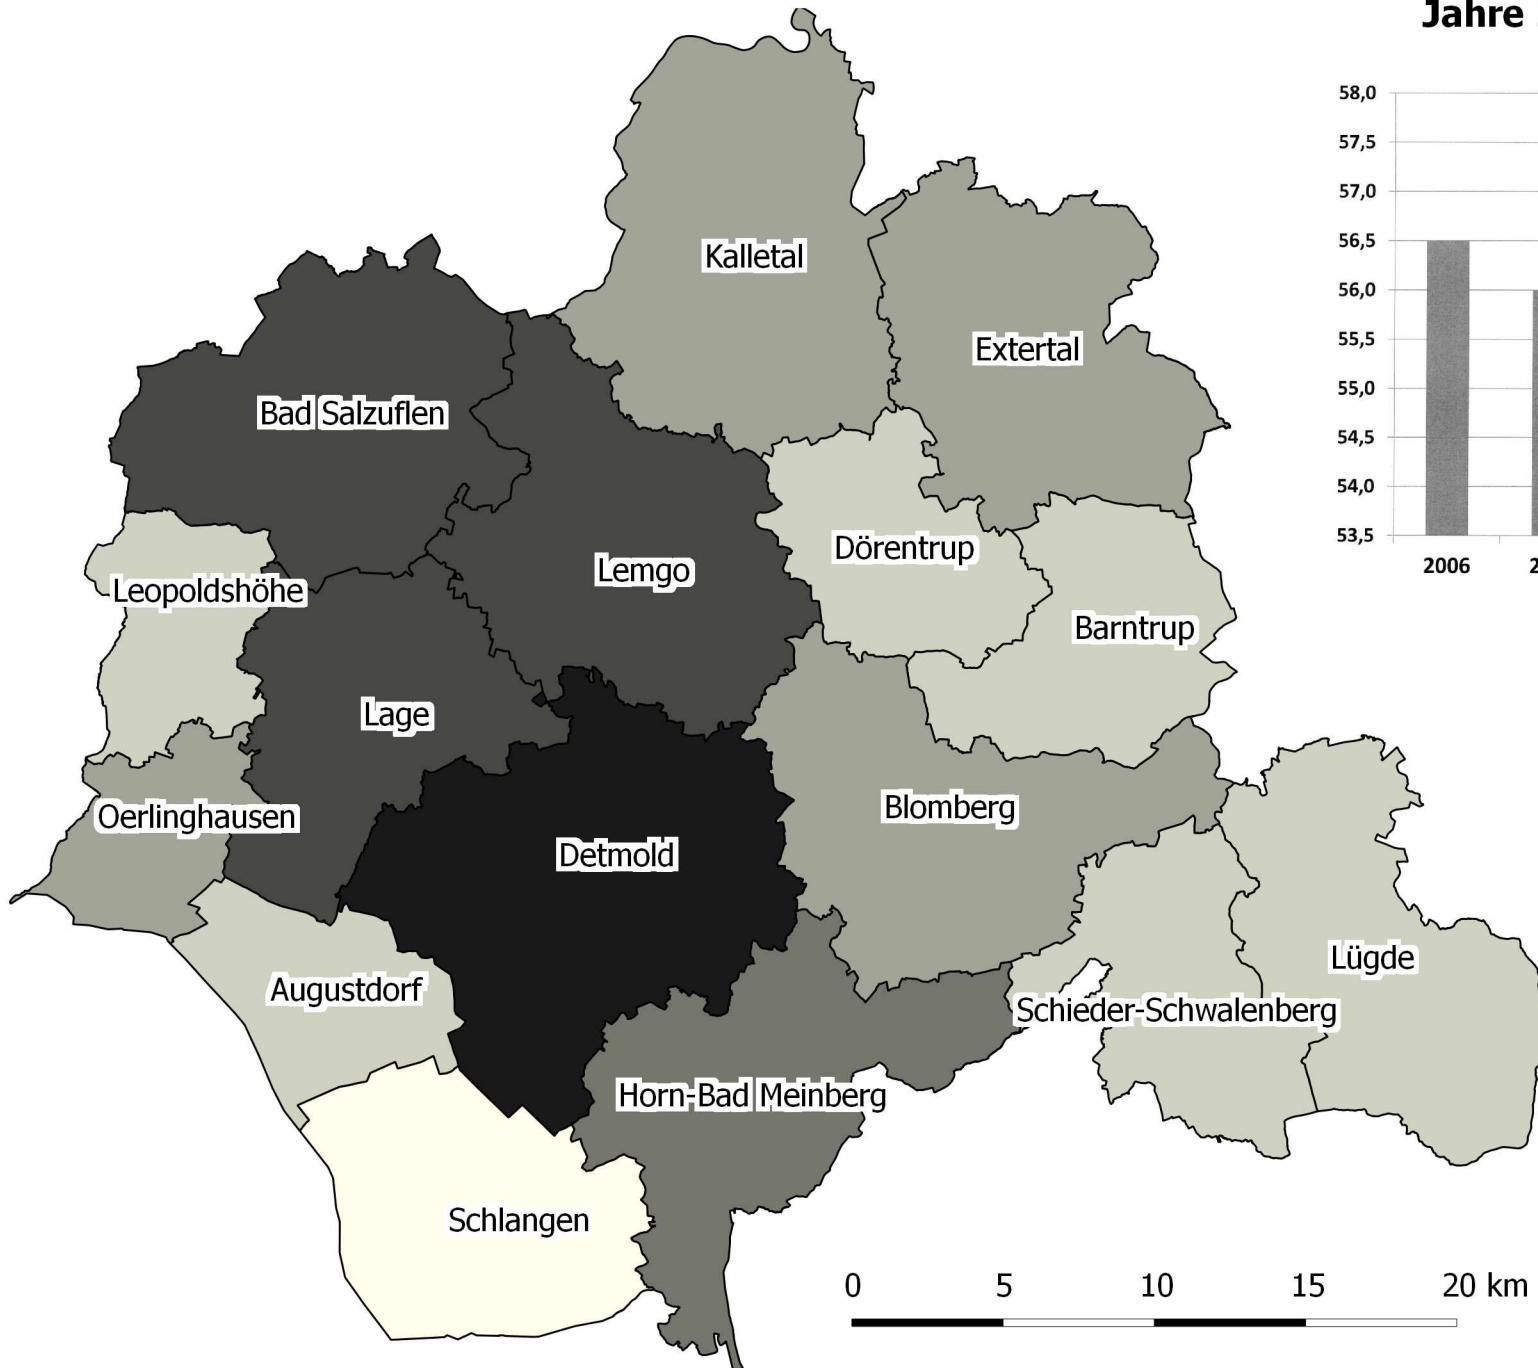 Jahre
58,0
57,5
57,0
56,5
56,0
55,5
55,0
54,5
54,0
53,5
2006
Kalletal
Extertal
Bad Salzuflen
Dörentrup
Lemgo
Leopoldshöhe
Barntrup
Lage
Blomberg
Oerlinghausen
Detmold
Lügde
Augustdorf
Schieder-Schwalenberg
Horn-Bad Meinberg
Schlangen
0 5 10 15 20 km